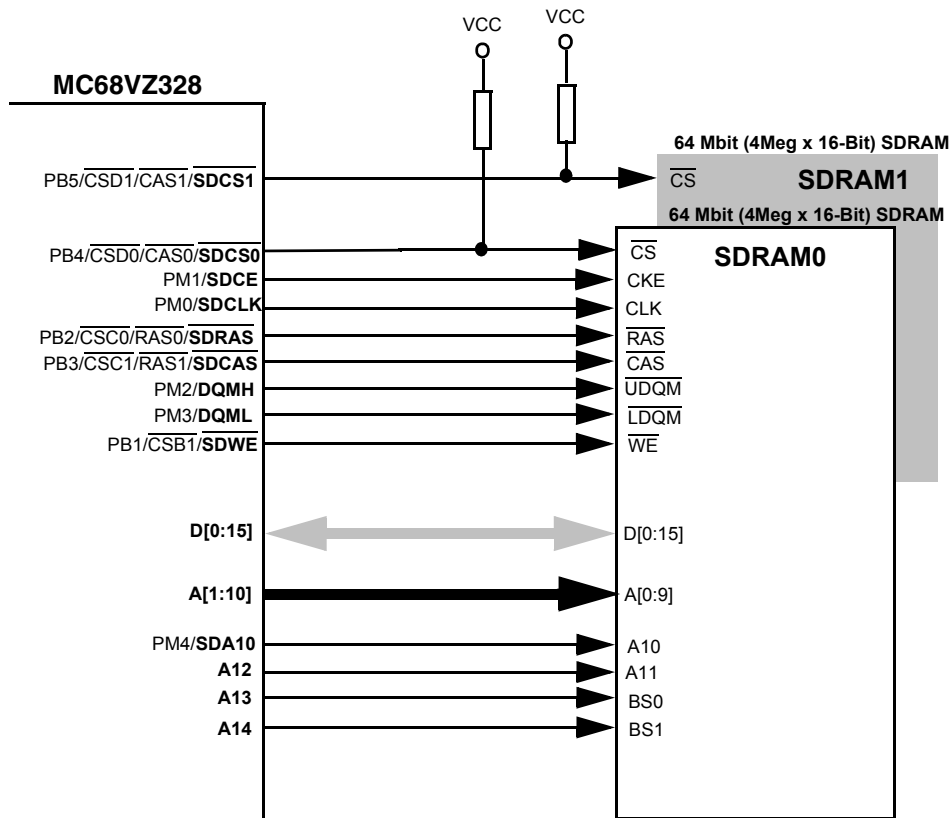 VCC VCC
MC68VZ328
64 Mbit (4Meg x 16-Bit) SDRAM
PB5/CSD1/CAS1/SDCS1 CS SDRAM1
64 Mbit (4Meg x 16-Bit) SDRAM
PB4/CSD0/CAS0/SDCS0 CS SDRAM0
PM1/SDCE CKE
PM0/SDCLK CLK
PB2/CSC0/RAS0/SDRAS RAS
PB3/CSC1/RAS1/SDCAS CAS
PM2/DQMH UDQM
PM3/DQML LDQM
PB1/CSB1/SDWE WE
D[0:15] D[0:15]
A[1:10] A[0:9]
PM4/SDA10 A10
A12 A11
A13 BS0
A14 BS1